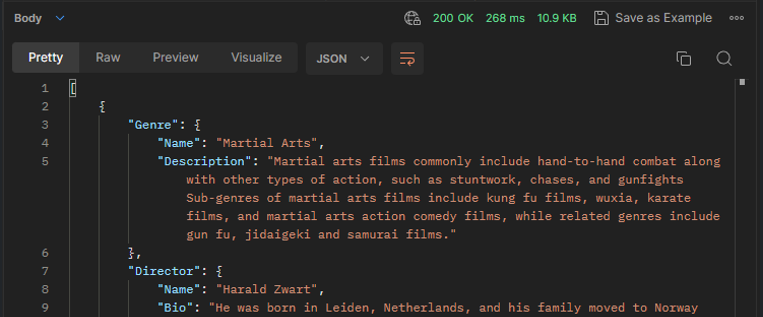 Body 200 OK 268 ms 10.9 KB Save as Example
Pretty Raw Preview Visualize JSON
1 [
2 {
3 "Genre": {
4 "Name": "Martial Arts",
5 "Description": "Martial arts films commonly include hand-to-hand combat along
with other types of action, such as stuntwork, chases, and gunfights
Sub-genres of martial arts films include kung fu films, wuxia, karate
films, and martial arts action comedy films, while related genres include
gun fu, jidaigeki and samurai films."
6 },
7 "Director": {
8 "Name": "Harald Zwart",
9 "Bio": "He was born in Leiden, Netherlands, and his family moved to Norway